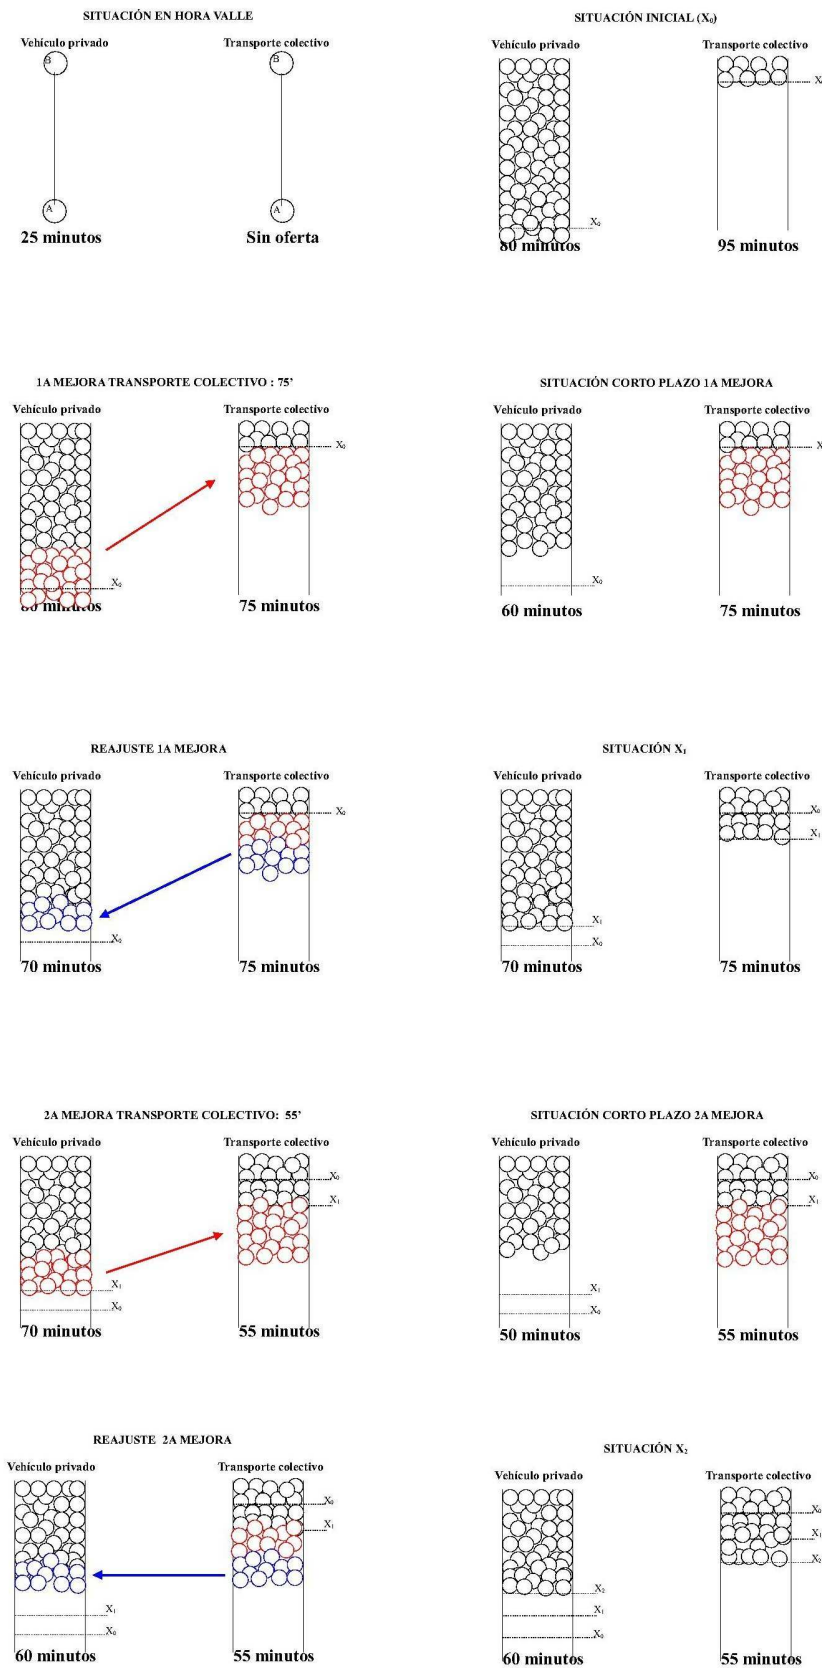 SITUACIÓN EN HORA VALLE
Vehículo privado Transporte colectivo
B B
A A
25 minutos Sin oferta
SITUACIÓN INICIAL (X₀)
Vehículo privado Transporte colectivo
X
X₀
80 minutos 95 minutos
1A MEJORA TRANSPORTE COLECTIVO : 75’
Vehículo privado Transporte colectivo
X₀
X₀
80 minutos 75 minutos
SITUACIÓN CORTO PLAZO 1A MEJORA
Vehículo privado Transporte colectivo
X
X₀
60 minutos 75 minutos
REAJUSTE 1A MEJORA
Vehículo privado Transporte colectivo
X₀
X₀
70 minutos 75 minutos
SITUACIÓN X₁
Vehículo privado Transporte colectivo
X₀
X₁
X₁
X₀
70 minutos 75 minutos
2A MEJORA TRANSPORTE COLECTIVO: 55’
Vehículo privado Transporte colectivo
X₀
X₁
X₁
X₀
70 minutos 55 minutos
SITUACIÓN CORTO PLAZO 2A MEJORA
Vehículo privado Transporte colectivo
X₀
X₁
X₁
X₀
50 minutos 55 minutos
REAJUSTE 2A MEJORA
Vehículo privado Transporte colectivo
X₀
X₁
X₁
X₀
60 minutos 55 minutos
SITUACIÓN X₂
Vehículo privado Transporte colectivo
X₀
X₁
X₂
X₂
X₁
X₀
60 minutos 55 minutos